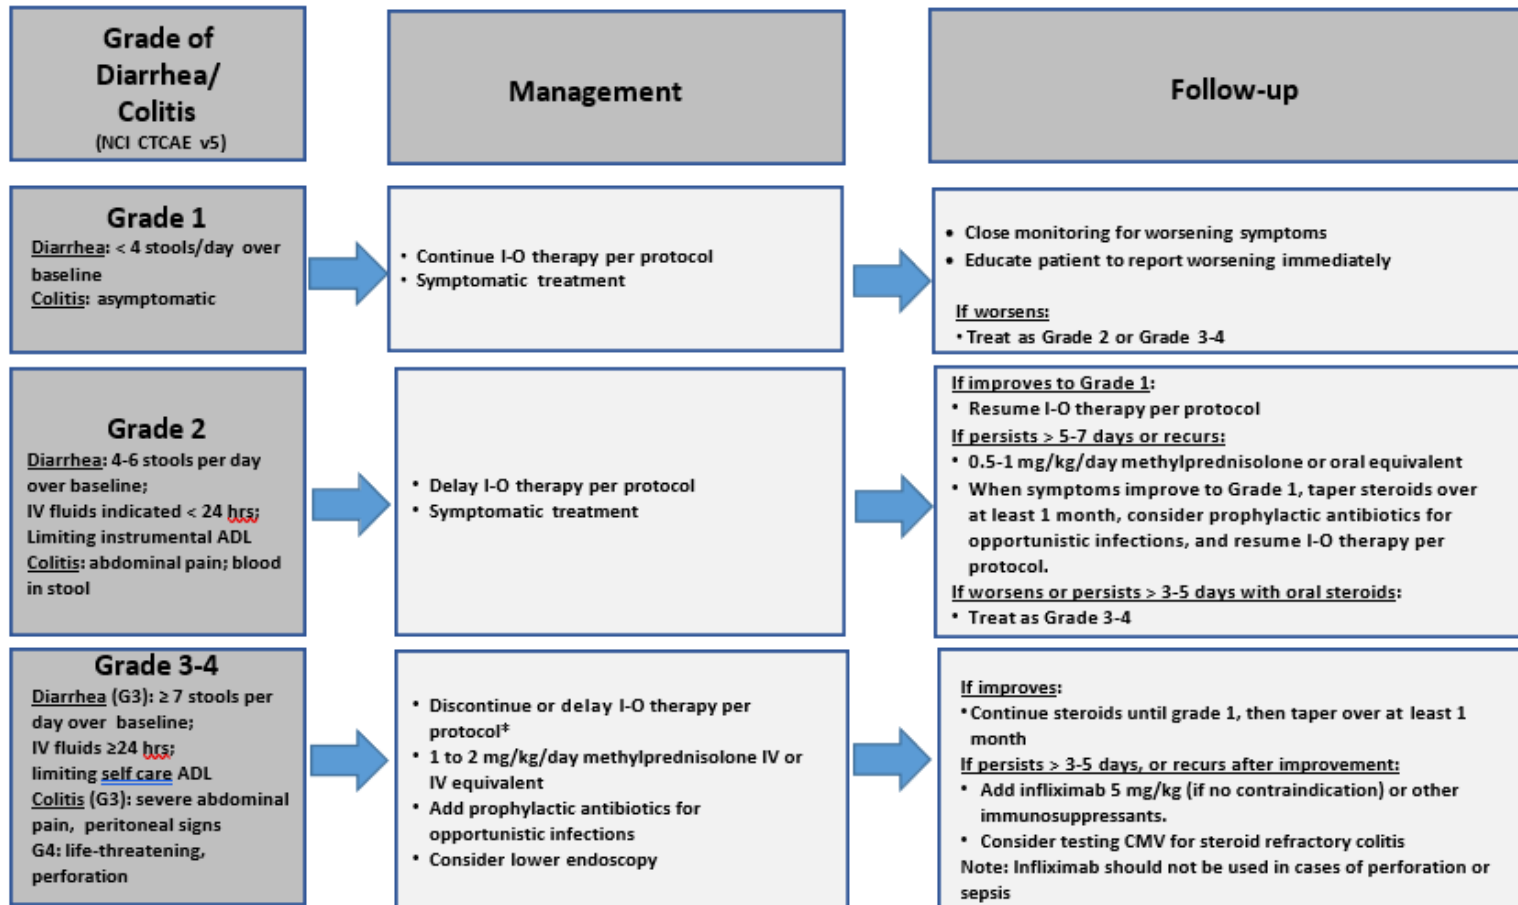 Grade of
Diarrhea/
Colitis
(NCI CTCAE v5)
Management
Follow-up
Grade 1
Diarrhea: < 4 stools/day over
baseline
Colitis: asymptomatic
• Continue I-O therapy per protocol
• Symptomatic treatment
• Close monitoring for worsening symptoms
• Educate patient to report worsening immediately
If worsens:
• Treat as Grade 2 or Grade 3-4
Grade 2
Diarrhea: 4-6 stools per day
over baseline;
IV fluids indicated < 24 hrs;
Limiting instrumental ADL
Colitis: abdominal pain; blood
in stool
• Delay I-O therapy per protocol
• Symptomatic treatment
If improves to Grade 1:
• Resume I-O therapy per protocol
If persists > 5-7 days or recurs:
• 0.5-1 mg/kg/day methylprednisolone or oral equivalent
• When symptoms improve to Grade 1, taper steroids over
at least 1 month, consider prophylactic antibiotics for
opportunistic infections, and resume I-O therapy per
protocol.
If worsens or persists > 3-5 days with oral steroids:
• Treat as Grade 3-4
Grade 3-4
Diarrhea (G3): ≥ 7 stools per
day over baseline;
IV fluids ≥24 hrs;
limiting self care ADL
Colitis (G3): severe abdominal
pain, peritoneal signs
G4: life-threatening,
perforation
• Discontinue or delay I-O therapy per
protocol*
• 1 to 2 mg/kg/day methylprednisolone IV or
IV equivalent
• Add prophylactic antibiotics for
opportunistic infections
• Consider lower endoscopy
If improves:
• Continue steroids until grade 1, then taper over at least 1
month
If persists > 3-5 days, or recurs after improvement:
• Add infliximab 5 mg/kg (if no contraindication) or other
immunosuppressants.
• Consider testing CMV for steroid refractory colitis
Note: Infliximab should not be used in cases of perforation or
sepsis